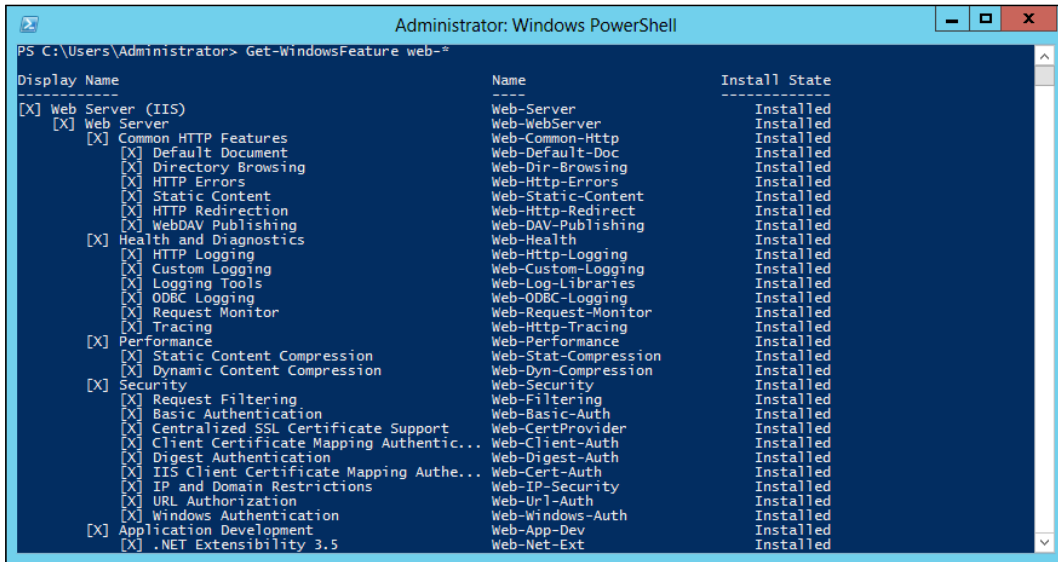 Administrator: Windows PowerShell
PS C:\Users\Administrator> Get-WindowsFeature web-*
Display Name Name Install State
------------ ---- -------------
[X] Web Server (IIS) Web-Server Installed
[X] Web Server Web-WebServer Installed
[X] Common HTTP Features Web-Common-Http Installed
[X] Default Document Web-Default-Doc Installed
[X] Directory Browsing Web-Dir-Browsing Installed
[X] HTTP Errors Web-Http-Errors Installed
[X] Static Content Web-Static-Content Installed
[X] HTTP Redirection Web-Http-Redirect Installed
[X] WebDAV Publishing Web-DAV-Publishing Installed
[X] Health and Diagnostics Web-Health Installed
[X] HTTP Logging Web-Http-Logging Installed
[X] Custom Logging Web-Custom-Logging Installed
[X] Logging Tools Web-Log-Libraries Installed
[X] ODBC Logging Web-ODBC-Logging Installed
[X] Request Monitor Web-Request-Monitor Installed
[X] Tracing Web-Http-Tracing Installed
[X] Performance Web-Performance Installed
[X] Static Content Compression Web-Stat-Compression Installed
[X] Dynamic Content Compression Web-Dyn-Compression Installed
[X] Security Web-Security Installed
[X] Request Filtering Web-Filtering Installed
[X] Basic Authentication Web-Basic-Auth Installed
[X] Centralized SSL Certificate Support Web-CertProvider Installed
[X] Client Certificate Mapping Authentic... Web-Client-Auth Installed
[X] Digest Authentication Web-Digest-Auth Installed
[X] IIS Client Certificate Mapping Authe... Web-Cert-Auth Installed
[X] IP and Domain Restrictions Web-IP-Security Installed
[X] URL Authorization Web-Url-Auth Installed
[X] Windows Authentication Web-Windows-Auth Installed
[X] Application Development Web-App-Dev Installed
[X] .NET Extensibility 3.5 Web-Net-Ext Installed